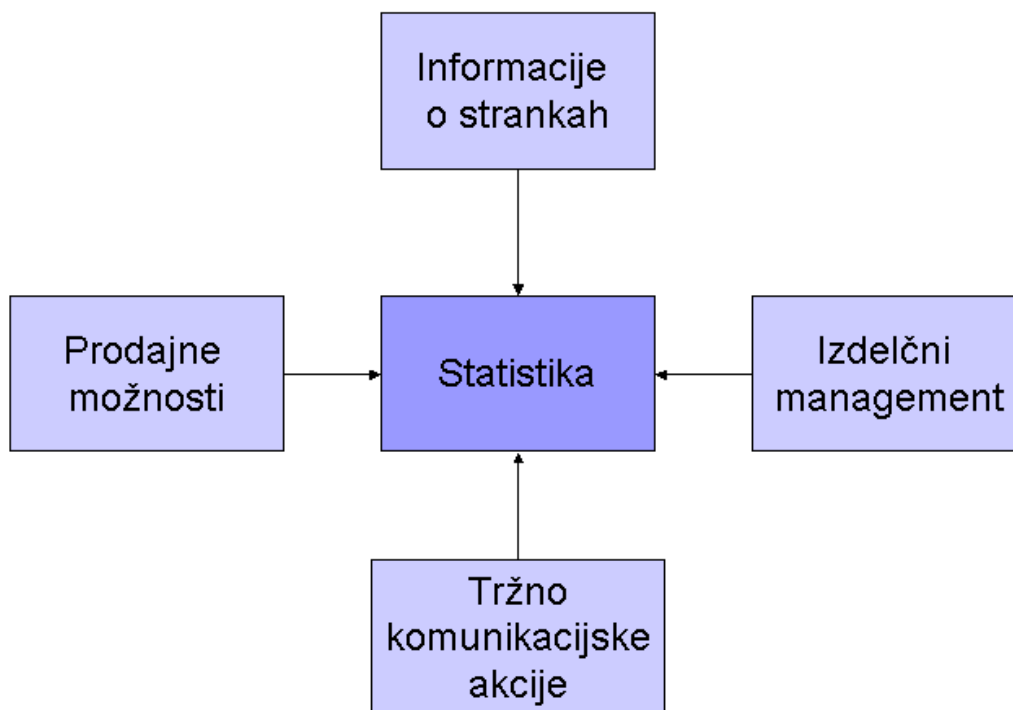 Informacije
o strankah
Prodajne
možnosti
Statistika
Izdelčni
management
Tržno
komunikacijske
akcije